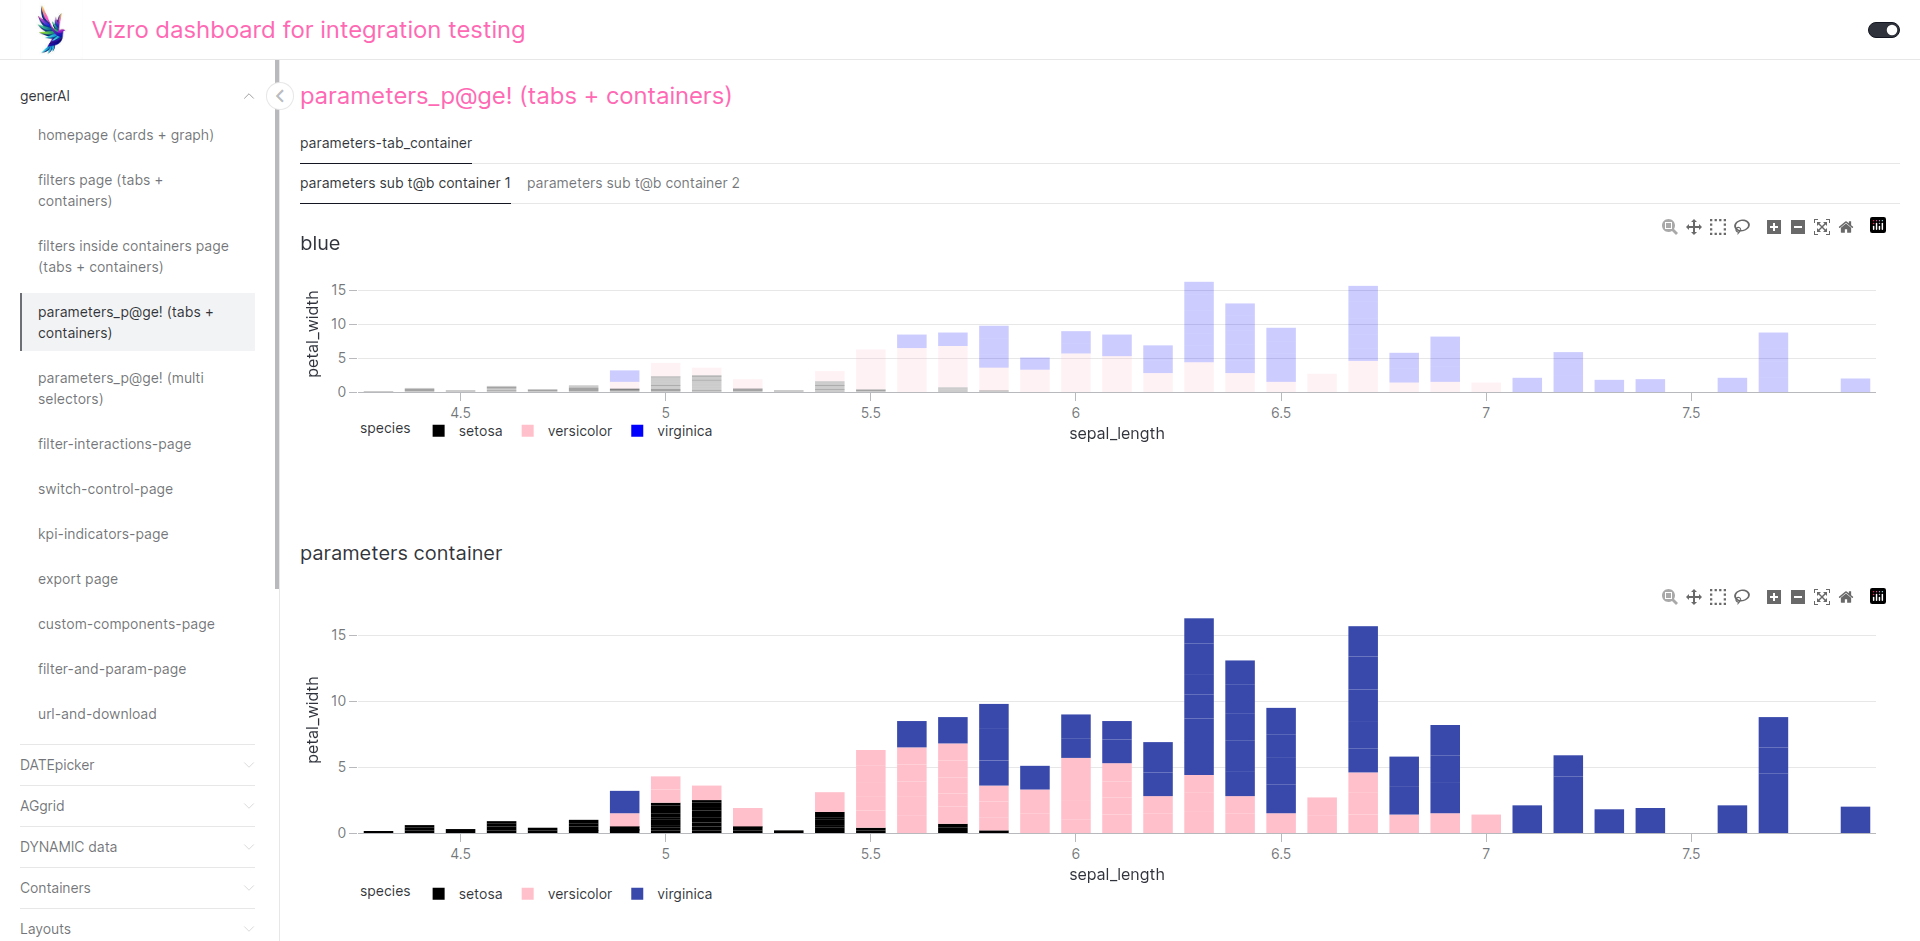 Vizro dashboard for integration testing
generAI
homepage (cards + graph)
filters page (tabs +
containers)
filters inside containers page
(tabs + containers)
parameters_p@ge! (tabs +
containers)
parameters_p@ge! (multi
selectors)
filter-interactions-page
switch-control-page
kpi-indicators-page
export page
custom-components-page
filter-and-param-page
url-and-download
DATEpicker
AGgrid
DYNAMIC data
Containers
Layouts
parameters_p@ge! (tabs + containers)
parameters-tab_container
parameters sub t@b container 1 parameters sub t@b container 2
blue
petal_width
15
10
5
0
4.5 5 5.5 6 6.5 7 7.5
sepal_length
species setosa versicolor virginica
parameters container
petal_width
15
10
5
0
4.5 5 5.5 6 6.5 7 7.5
sepal_length
species setosa versicolor virginica